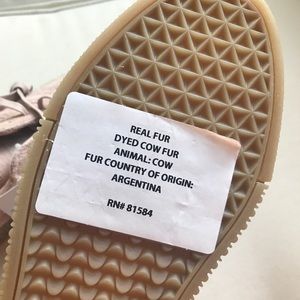 REAL FUR
DYED COW FUR
ANIMAL: COW
FUR COUNTRY OF ORIGIN:
ARGENTINA
RN# 81584